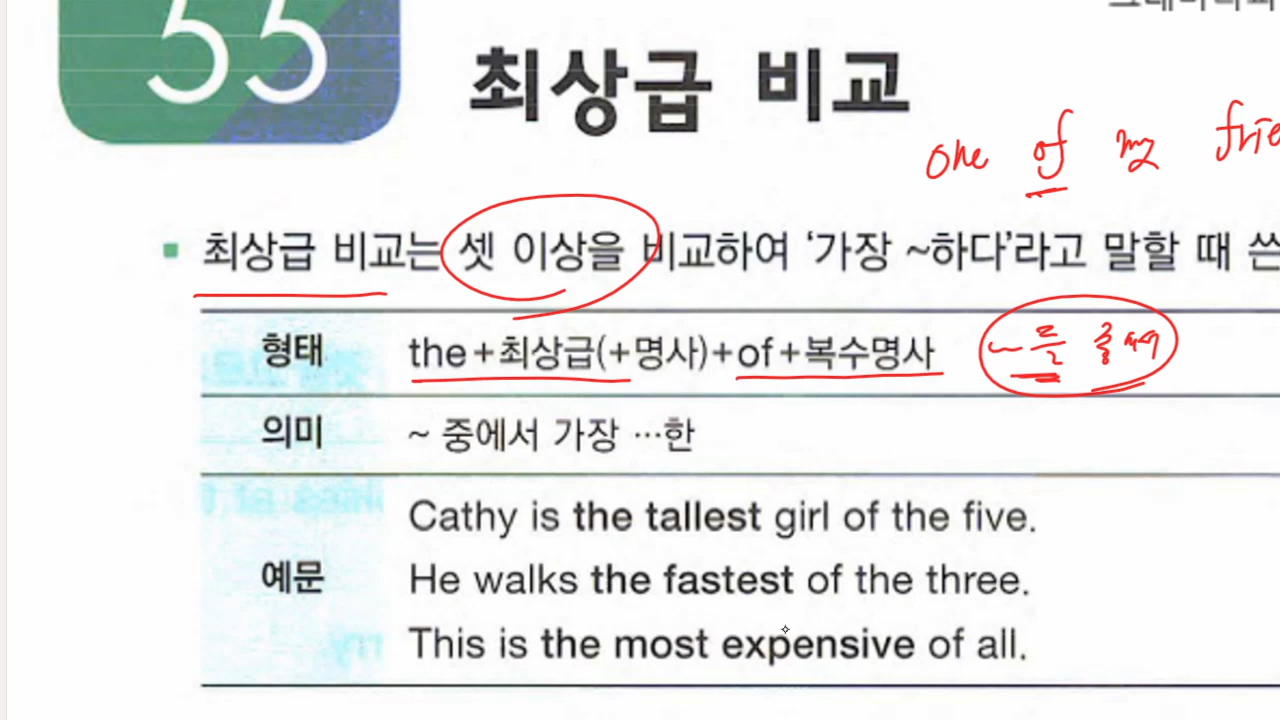 55
최상급 비교
one of my
최상급 비교는 셋 이상을 비교하여 '가장 ~하다'라고 말할 때
형태 the+최상급(+명사)+of+복수명사 ~들 중에서
의미 ~ 중에서 가장 …한
예문
Cathy is the tallest girl of the five.
He walks the fastest of the three.
This is the most expensive of all.